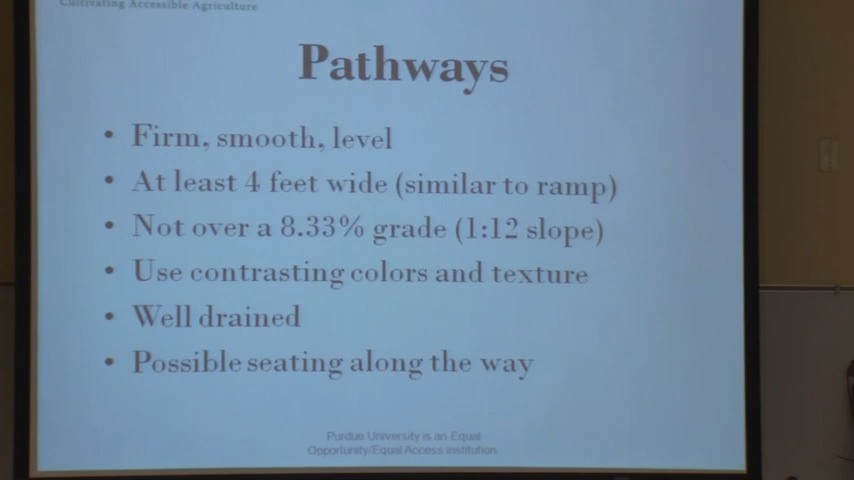 Cultivating Accessible Agriculture
Pathways
• Firm, smooth, level
• At least 4 feet wide (similar to ramp)
• Not over a 8.33% grade (1:12 slope)
• Use contrasting colors and texture
• Well drained
• Possible seating along the way
Purdue University is an Equal
Opportunity/Equal Access institution